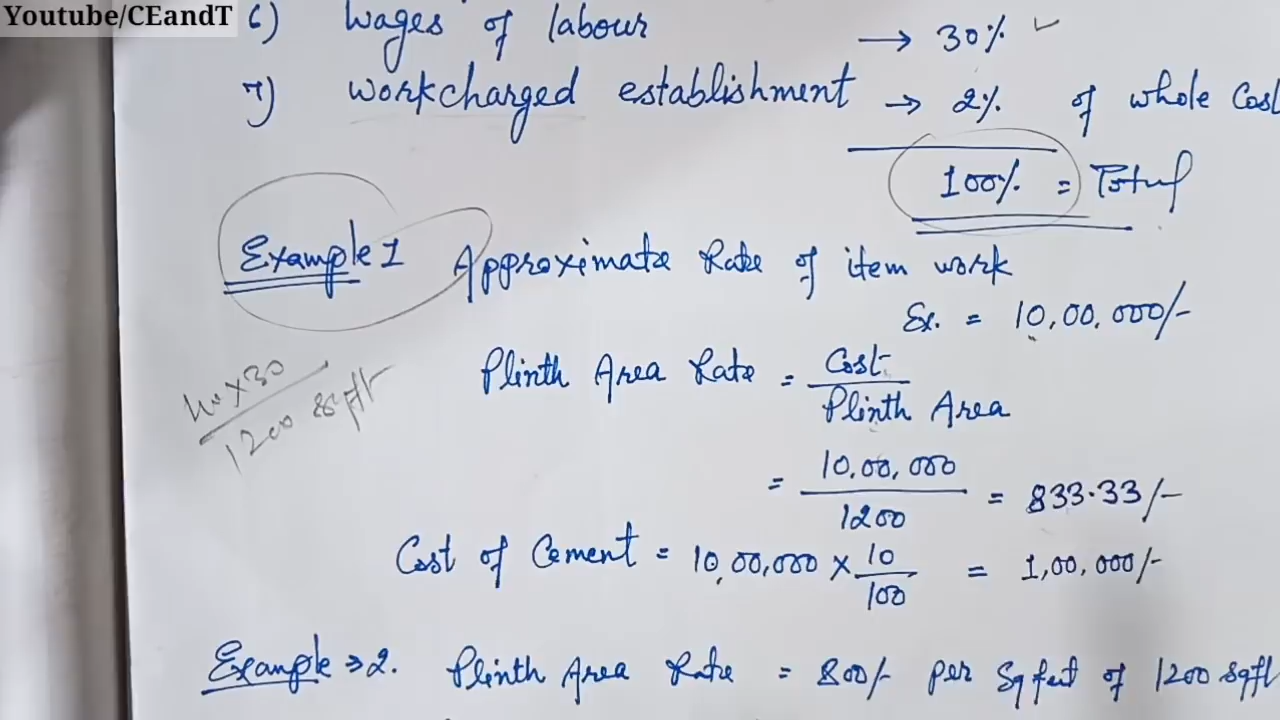 Youtube/CEandT
6) Wages of labour → 30% ✓
7) workcharged establishment → 2% of whole Cost
100% = Total
Example 1 Approximate Rate of item work
Ex. = 10,00,000/-
40 x 30
1200 sqft
Plinth Area Rate = Cost / Plinth Area
= 10,00,000 / 1200 = 833.33/-
Cost of Cement = 10,00,000 x 10/100 = 1,00,000/-
Example → 2. Plinth Area Rate = 800/- per Sq feet of 1200 sqft